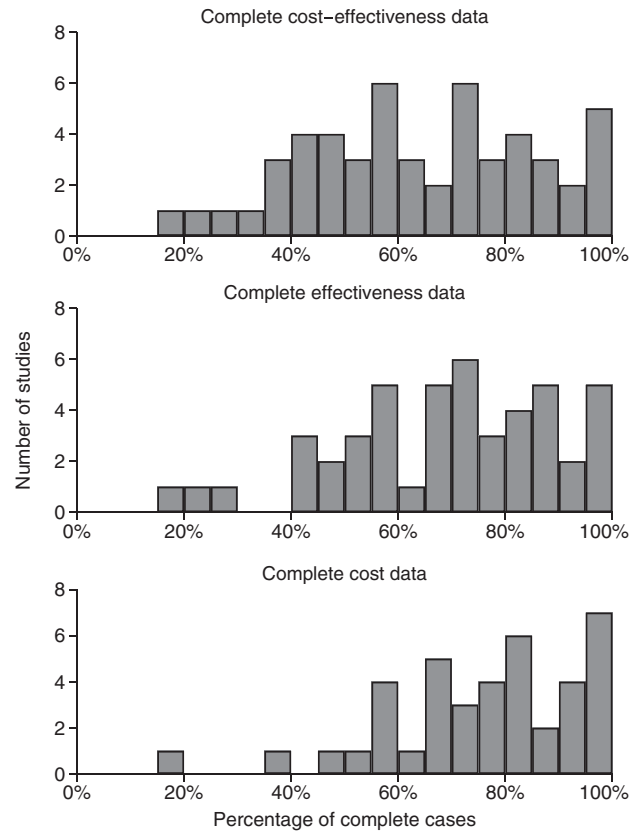 Complete cost–effectiveness data
8
6
4
2
0
0% 20% 40% 60% 80% 100%
Complete effectiveness data
8
6
4
2
0
0% 20% 40% 60% 80% 100%
Number of studies
Complete cost data
8
6
4
2
0
0% 20% 40% 60% 80% 100%
Percentage of complete cases